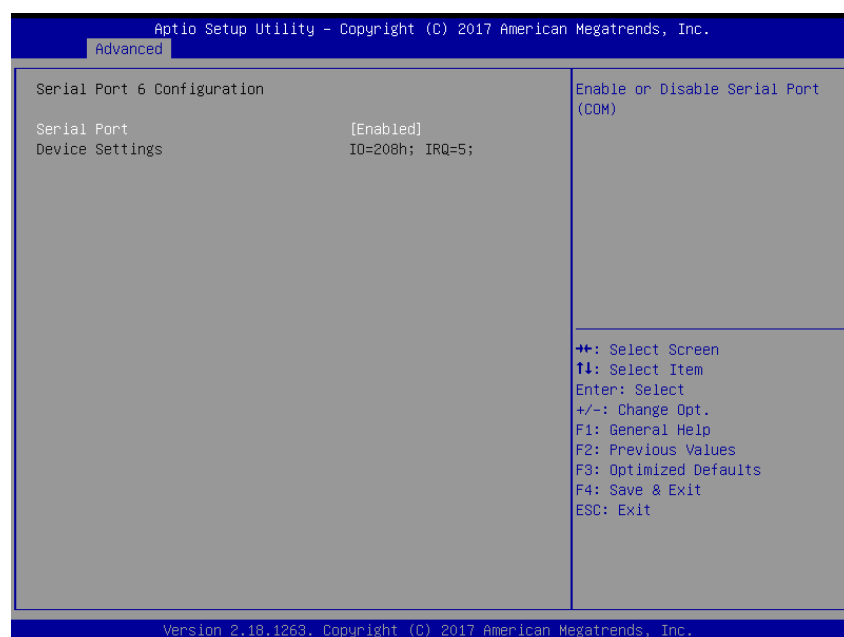 Aptio Setup Utility – Copyright (C) 2017 American Megatrends, Inc.
Advanced
Serial Port 6 Configuration
Serial Port [Enabled]
Device Settings IO=208h; IRQ=5;
Enable or Disable Serial Port
(COM)
→←: Select Screen
↑↓: Select Item
Enter: Select
+/-: Change Opt.
F1: General Help
F2: Previous Values
F3: Optimized Defaults
F4: Save & Exit
ESC: Exit
Version 2.18.1263. Copyright (C) 2017 American Megatrends, Inc.